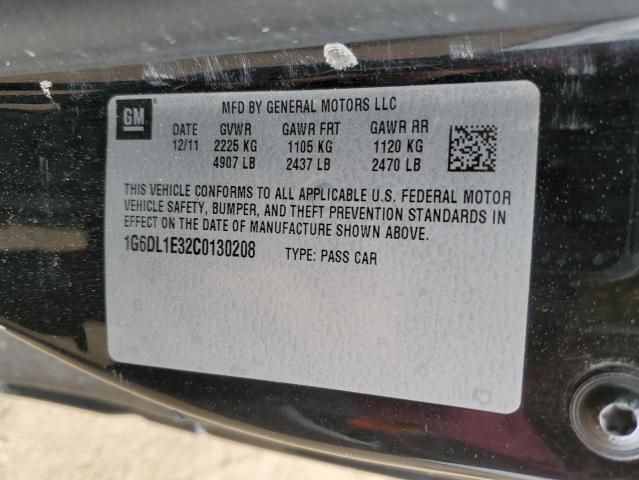 GM
MFD BY GENERAL MOTORS LLC
DATE GVWR GAWR FRT GAWR RR
12/11 2225 KG 1105 KG 1120 KG
4907 LB 2437 LB 2470 LB
THIS VEHICLE CONFORMS TO ALL APPLICABLE U.S. FEDERAL MOTOR
VEHICLE SAFETY, BUMPER, AND THEFT PREVENTION STANDARDS IN
EFFECT ON THE DATE OF MANUFACTURE SHOWN ABOVE.
1G6DL1E32C0130208 TYPE: PASS CAR